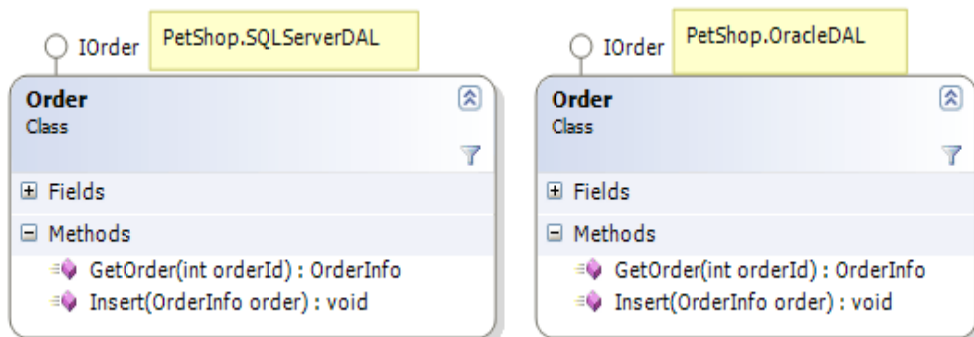 IOrder
PetShop.SQLServerDAL
Order
Class
Fields
Methods
GetOrder(int orderId) : OrderInfo
Insert(OrderInfo order) : void
IOrder
PetShop.OracleDAL
Order
Class
Fields
Methods
GetOrder(int orderId) : OrderInfo
Insert(OrderInfo order) : void